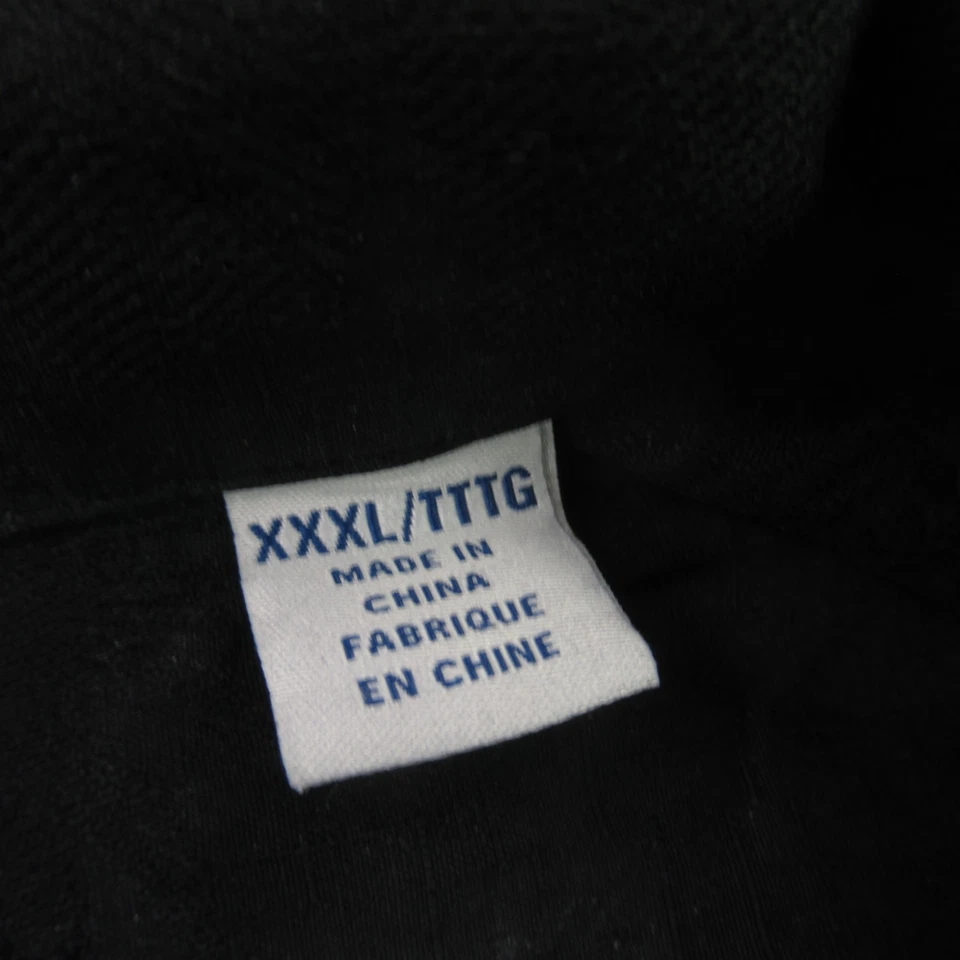 XXXL/TTTG
MADE IN
CHINA
FABRIQUE
EN CHINE